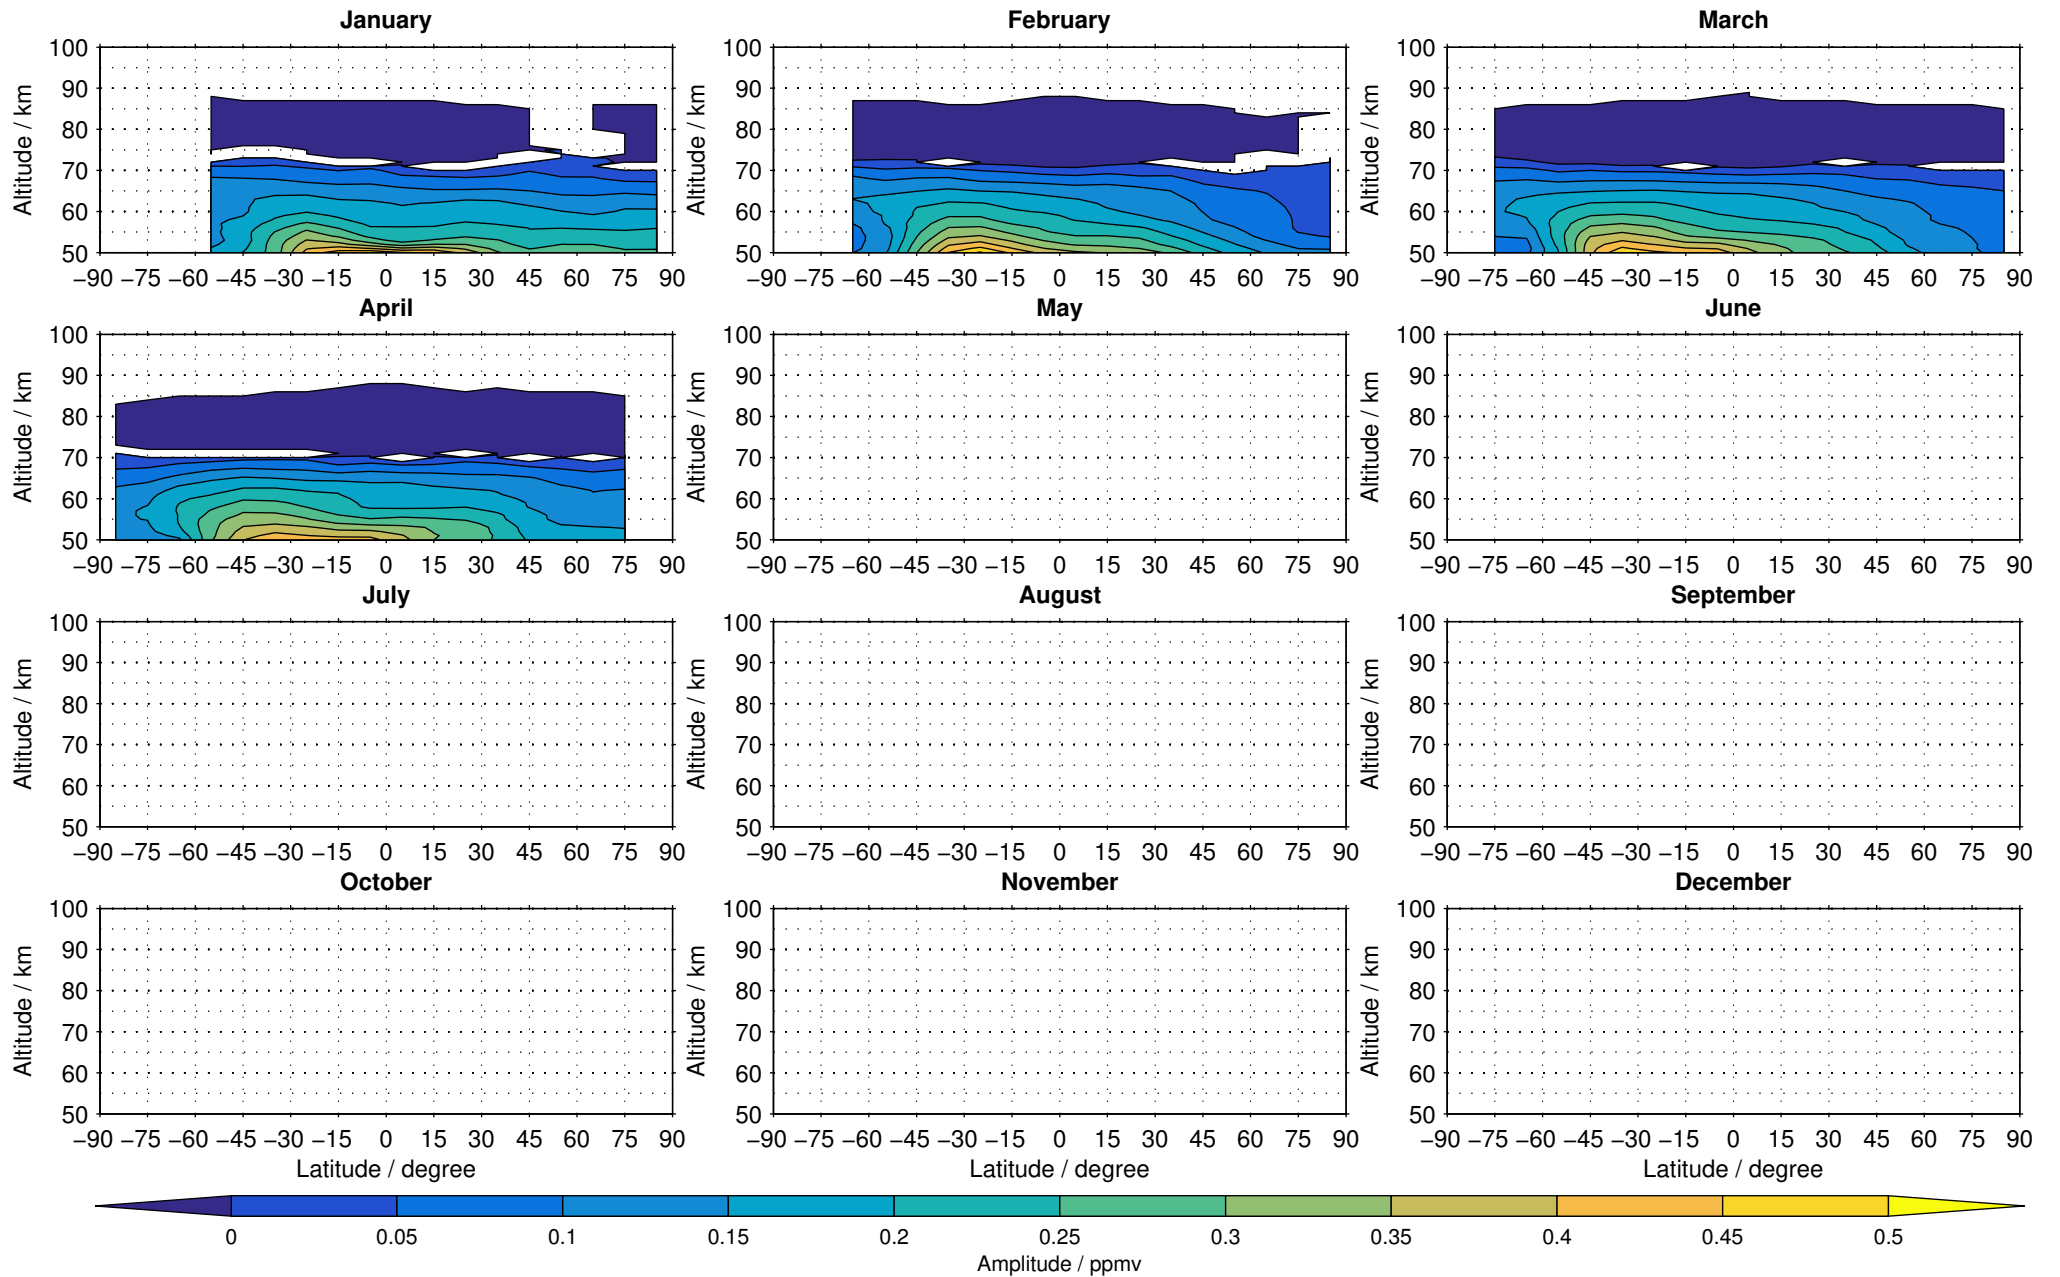 January February March
100 100 100
Altitude / km Altitude / km Altitude / km
90 90 90
80 80 80
70 70 70
60 60 60
50 50 50
−90 −75 −60 −45 −30 −15 0 15 30 45 60 75 90 −90 −75 −60 −45 −30 −15 0 15 30 45 60 75 90 −90 −75 −60 −45 −30 −15 0 15 30 45 60 75 90
April May June
100 100 100
Altitude / km Altitude / km Altitude / km
90 90 90
80 80 80
70 70 70
60 60 60
50 50 50
−90 −75 −60 −45 −30 −15 0 15 30 45 60 75 90 −90 −75 −60 −45 −30 −15 0 15 30 45 60 75 90 −90 −75 −60 −45 −30 −15 0 15 30 45 60 75 90
July August September
100 100 100
Altitude / km Altitude / km Altitude / km
90 90 90
80 80 80
70 70 70
60 60 60
50 50 50
−90 −75 −60 −45 −30 −15 0 15 30 45 60 75 90 −90 −75 −60 −45 −30 −15 0 15 30 45 60 75 90 −90 −75 −60 −45 −30 −15 0 15 30 45 60 75 90
October November December
100 100 100
Altitude / km Altitude / km Altitude / km
90 90 90
80 80 80
70 70 70
60 60 60
50 50 50
−90 −75 −60 −45 −30 −15 0 15 30 45 60 75 90 −90 −75 −60 −45 −30 −15 0 15 30 45 60 75 90 −90 −75 −60 −45 −30 −15 0 15 30 45 60 75 90
Latitude / degree Latitude / degree Latitude / degree
0 0.05 0.1 0.15 0.2 0.25 0.3 0.35 0.4 0.45 0.5
Amplitude / ppmv